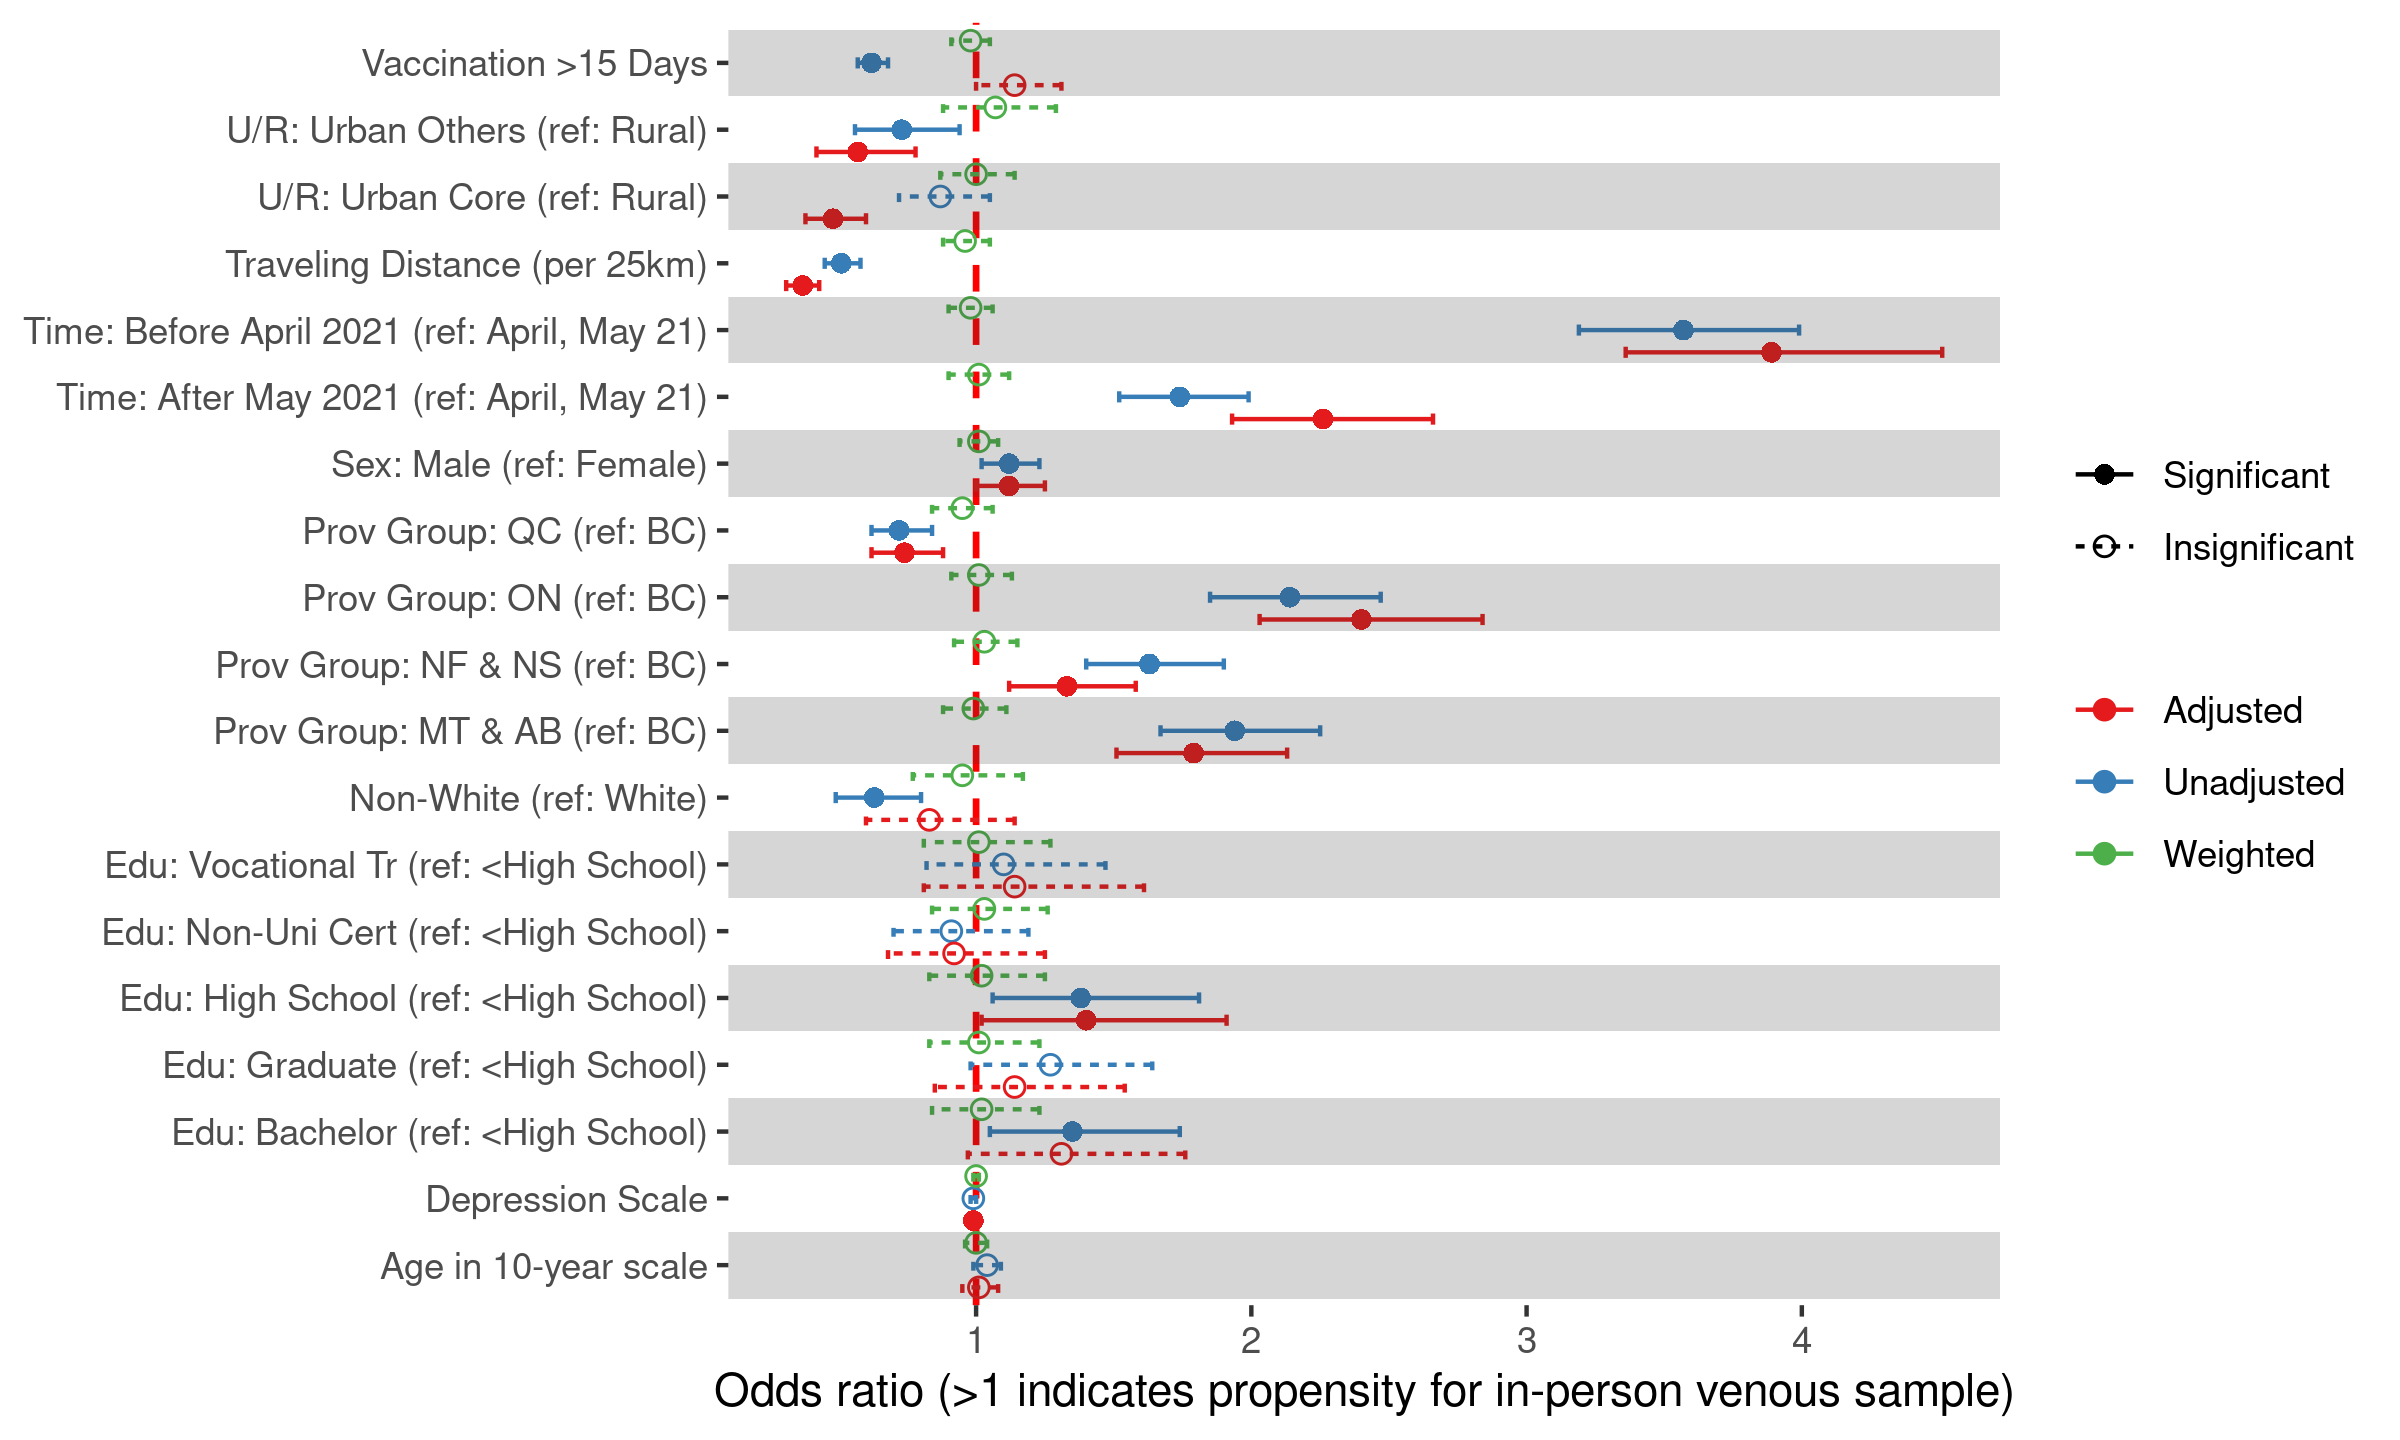 Vaccination >15 Days
U/R: Urban Others (ref: Rural)
U/R: Urban Core (ref: Rural)
Traveling Distance (per 25km)
Time: Before April 2021 (ref: April, May 21)
Time: After May 2021 (ref: April, May 21)
Sex: Male (ref: Female)
Prov Group: QC (ref: BC)
Prov Group: ON (ref: BC)
Prov Group: NF & NS (ref: BC)
Prov Group: MT & AB (ref: BC)
Non-White (ref: White)
Edu: Vocational Tr (ref: <High School)
Edu: Non-Uni Cert (ref: <High School)
Edu: High School (ref: <High School)
Edu: Graduate (ref: <High School)
Edu: Bachelor (ref: <High School)
Depression Scale
Age in 10-year scale
1 2 3 4
Odds ratio (>1 indicates propensity for in-person venous sample)
Significant
Insignificant
Adjusted
Unadjusted
Weighted